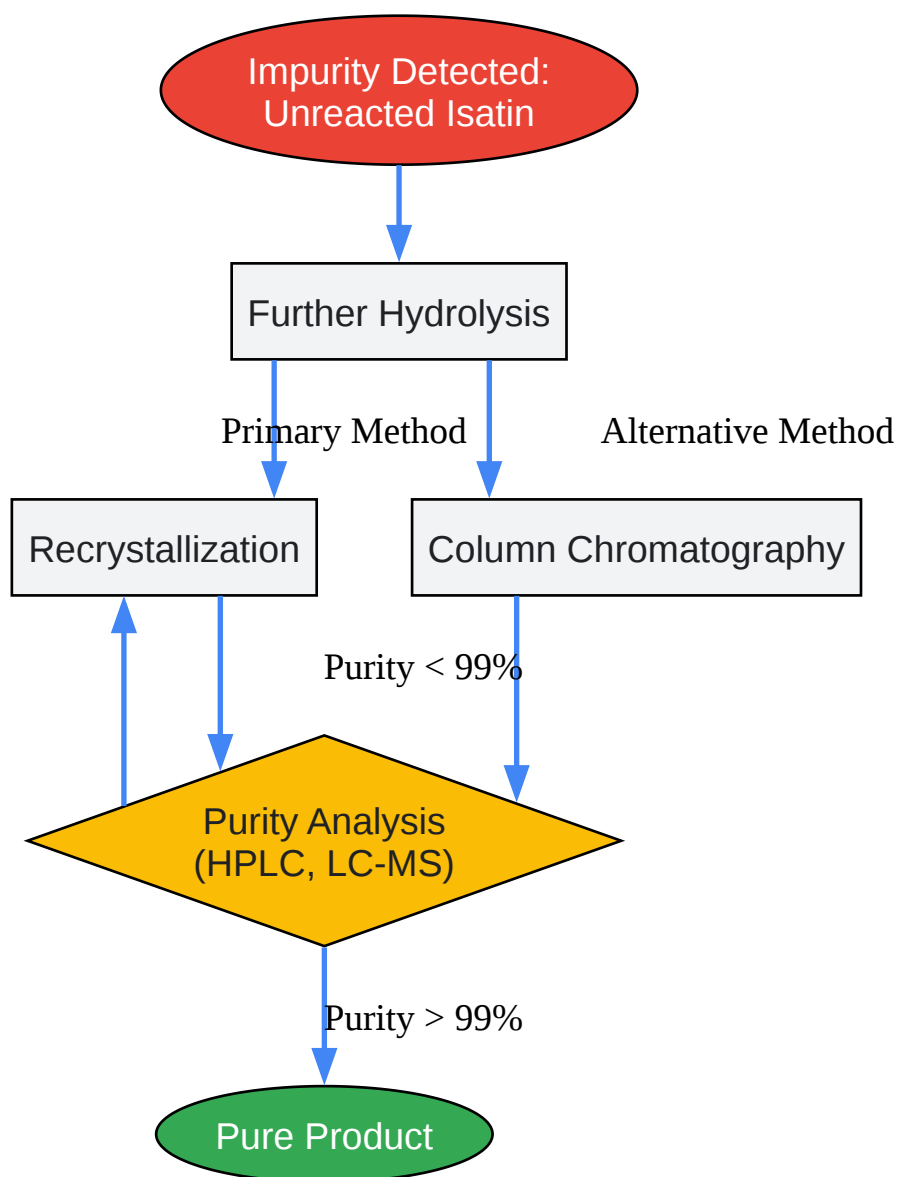 Impurity Detected:
Unreacted Isatin
Further Hydrolysis
Primary Method
Alternative Method
Recrystallization
Column Chromatography
Purity < 99%
Purity Analysis
(HPLC, LC-MS)
Purity > 99%
Pure Product